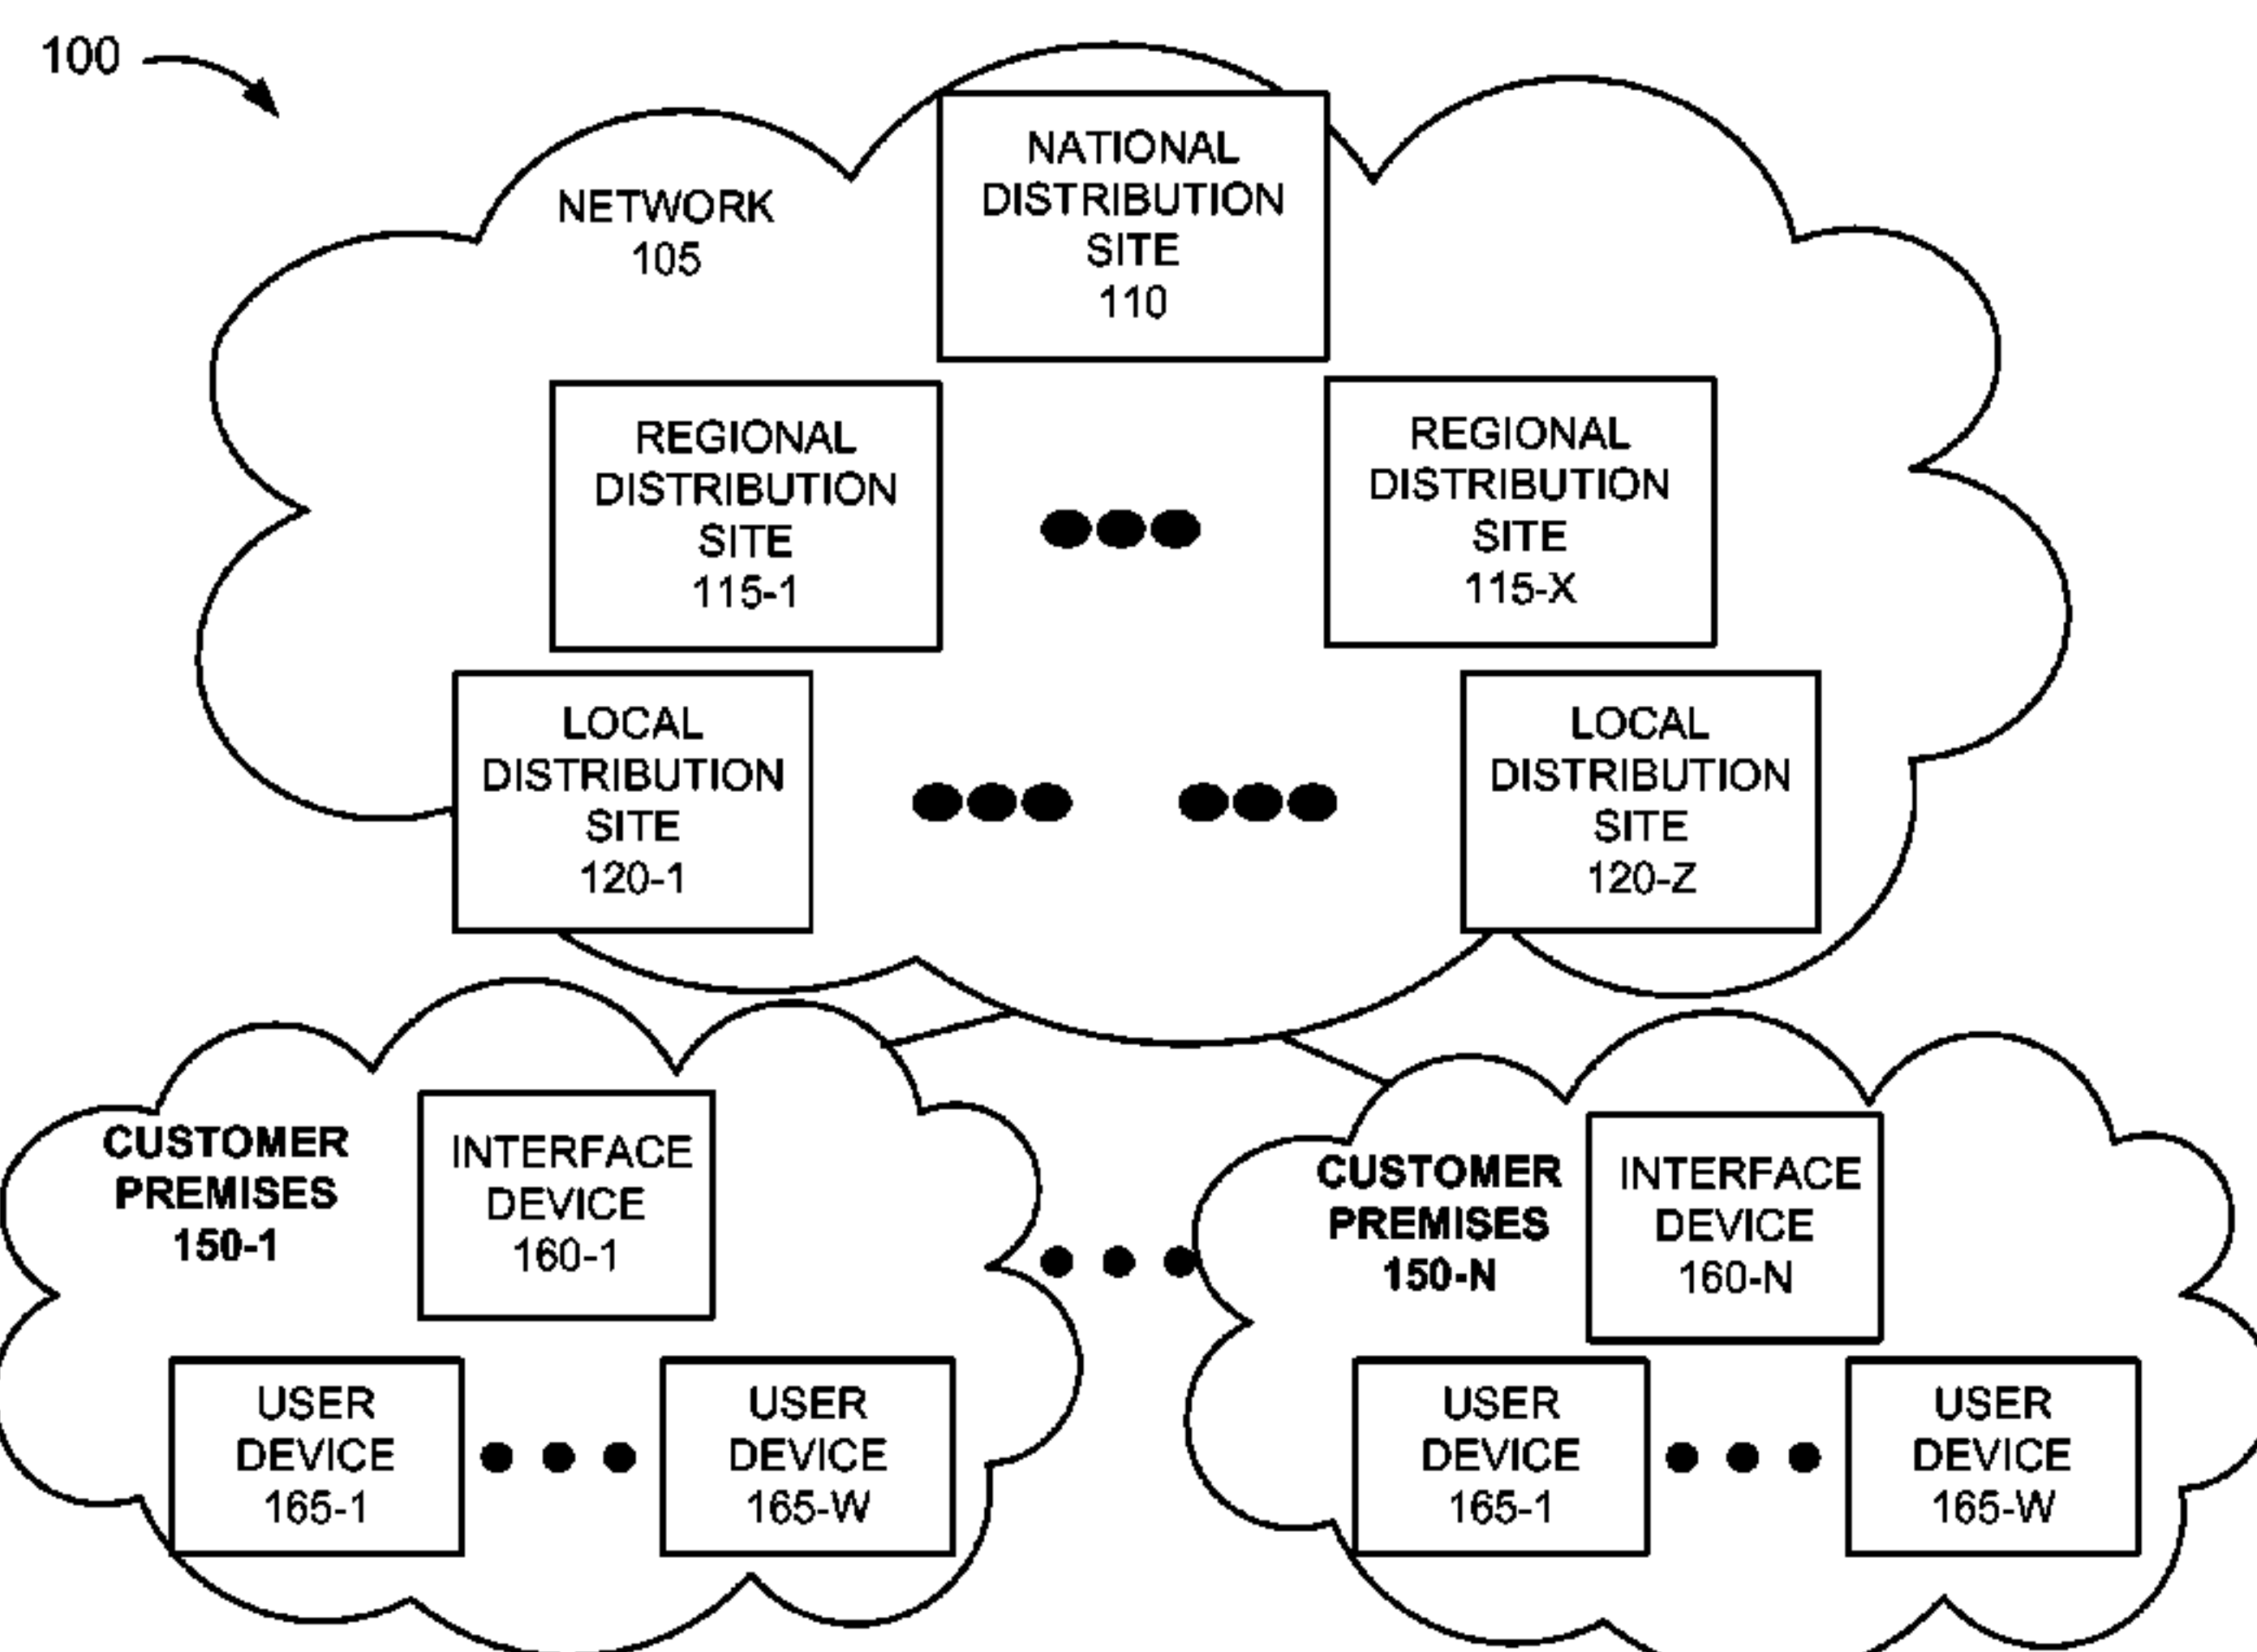 100
NETWORK
105
NATIONAL
DISTRIBUTION
SITE
110
REGIONAL
DISTRIBUTION
SITE
115-1
REGIONAL
DISTRIBUTION
SITE
115-X
LOCAL
DISTRIBUTION
SITE
120-1
LOCAL
DISTRIBUTION
SITE
120-Z
CUSTOMER
PREMISES
150-1
INTERFACE
DEVICE
160-1
USER
DEVICE
165-1
USER
DEVICE
165-W
CUSTOMER
PREMISES
150-N
INTERFACE
DEVICE
160-N
USER
DEVICE
165-1
USER
DEVICE
165-W